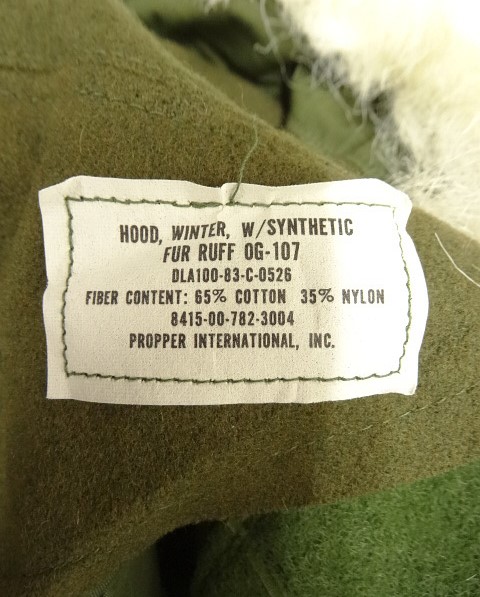 HOOD, WINTER, W/SYNTHETIC
FUR RUFF OG-107
DLA100-83-C-0526
FIBER CONTENT: 65% COTTON 35% NYLON
8415-00-782-3004
PROPPER INTERNATIONAL, INC.